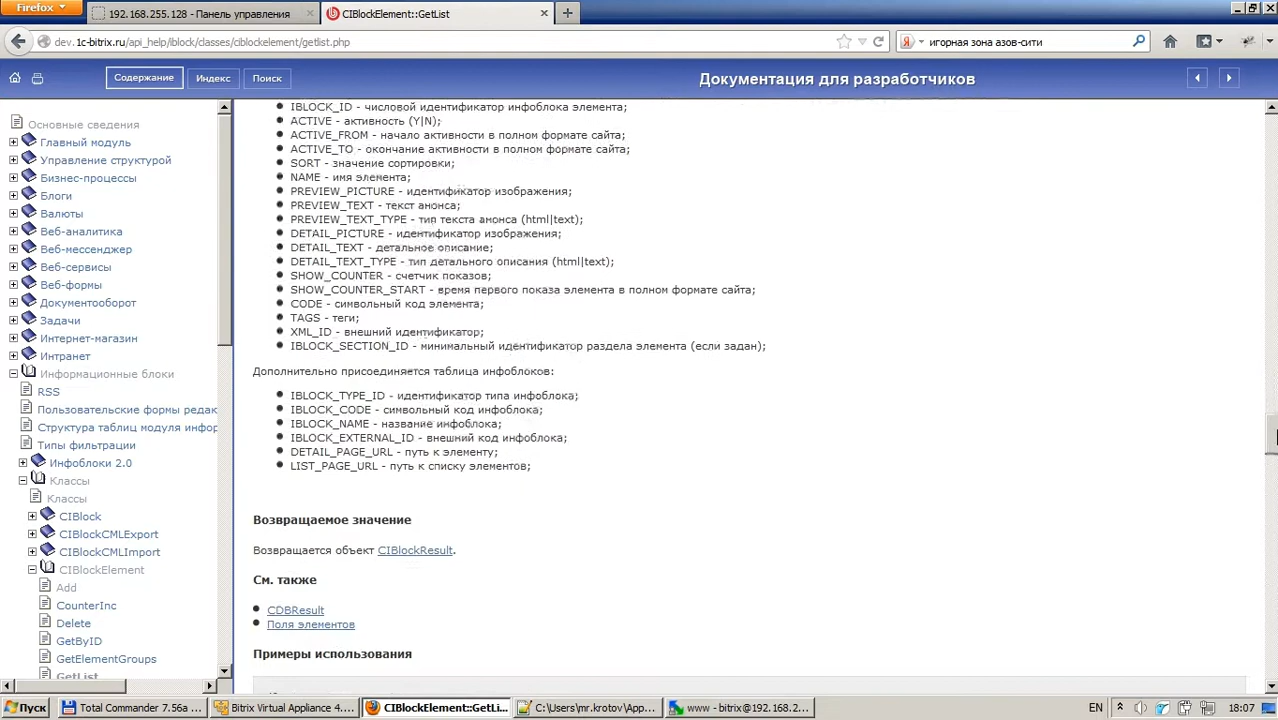 Firefox
192.168.255.128 - Панель управления
CIBlockElement::GetList
dev.1c-bitrix.ru/api_help/iblock/classes/ciblockelement/getlist.php
игорная зона азов-сити
Содержание
Индекс
Поиск
Документация для разработчиков
Основные сведения
Главный модуль
Управление структурой
Бизнес-процессы
Блоги
Валюты
Веб-аналитика
Веб-мессенджер
Веб-сервисы
Веб-формы
Документооборот
Задачи
Интернет-магазин
Интранет
Информационные блоки
RSS
Пользовательские формы редак
Структура таблиц модуля инфор
Типы фильтрации
Инфоблоки 2.0
Классы
Классы
CIBlock
CIBlockCMLExport
CIBlockCMLImport
CIBlockElement
Add
CounterInc
Delete
GetByID
GetElementGroups
GetList
IBLOCK_ID - числовой идентификатор инфоблока элемента;
ACTIVE - активность (Y|N);
ACTIVE_FROM - начало активности в полном формате сайта;
ACTIVE_TO - окончание активности в полном формате сайта;
SORT - значение сортировки;
NAME - имя элемента;
PREVIEW_PICTURE - идентификатор изображения;
PREVIEW_TEXT - текст анонса;
PREVIEW_TEXT_TYPE - тип текста анонса (html|text);
DETAIL_PICTURE - идентификатор изображения;
DETAIL_TEXT - детальное описание;
DETAIL_TEXT_TYPE - тип детального описания (html|text);
SHOW_COUNTER - счетчик показов;
SHOW_COUNTER_START - время первого показа элемента в полном формате сайта;
CODE - символьный код элемента;
TAGS - теги;
XML_ID - внешний идентификатор;
IBLOCK_SECTION_ID - минимальный идентификатор раздела элемента (если задан);
Дополнительно присоединяется таблица инфоблоков:
IBLOCK_TYPE_ID - идентификатор типа инфоблока;
IBLOCK_CODE - символьный код инфоблока;
IBLOCK_NAME - название инфоблока;
IBLOCK_EXTERNAL_ID - внешний код инфоблока;
DETAIL_PAGE_URL - путь к элементу;
LIST_PAGE_URL - путь к списку элементов;
Возвращаемое значение
Возвращается объект CIBlockResult.
См. также
CDBResult
Поля элементов
Примеры использования
Пуск
Total Commander 7.56a ...
Bitrix Virtual Appliance 4....
CIBlockElement::GetLi...
C:\Users\mr.krotov\App...
www - bitrix@192.168.2...
EN
18:07